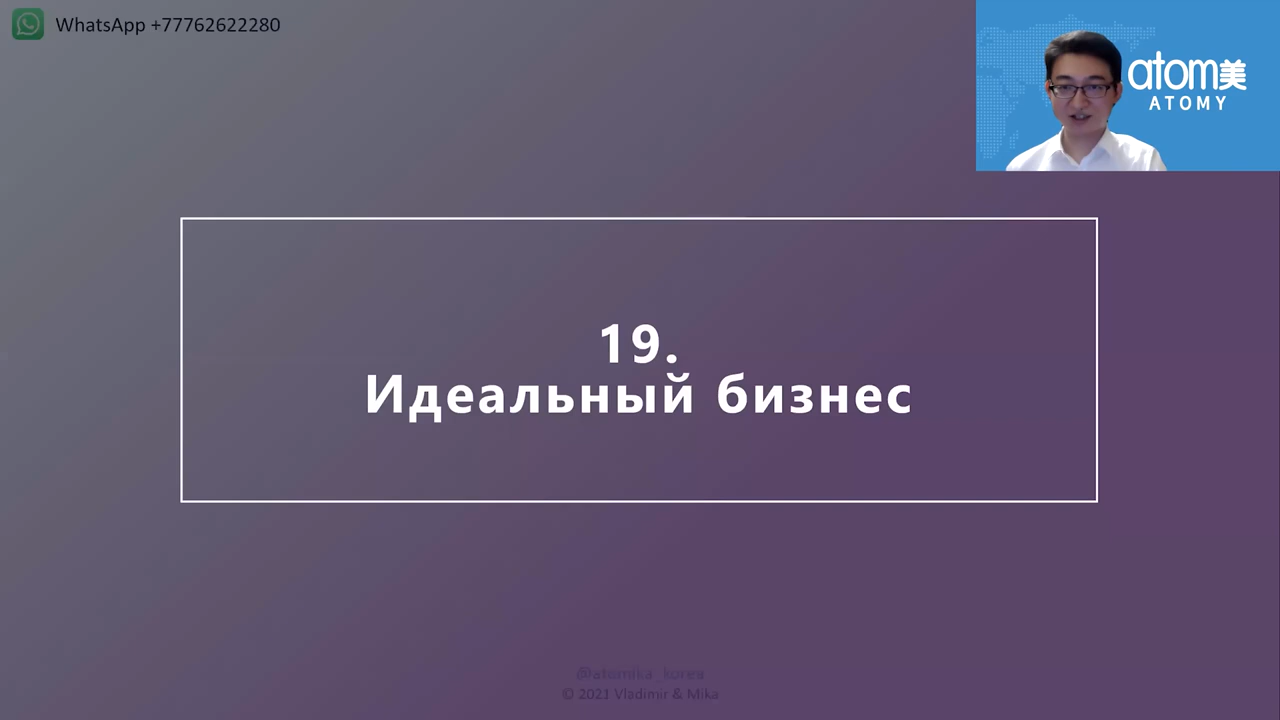 WhatsApp +77762622280
atom美
ATOMY
19.
Идеальный бизнес
@atomika_korea
© 2021 Vladimir & Mika